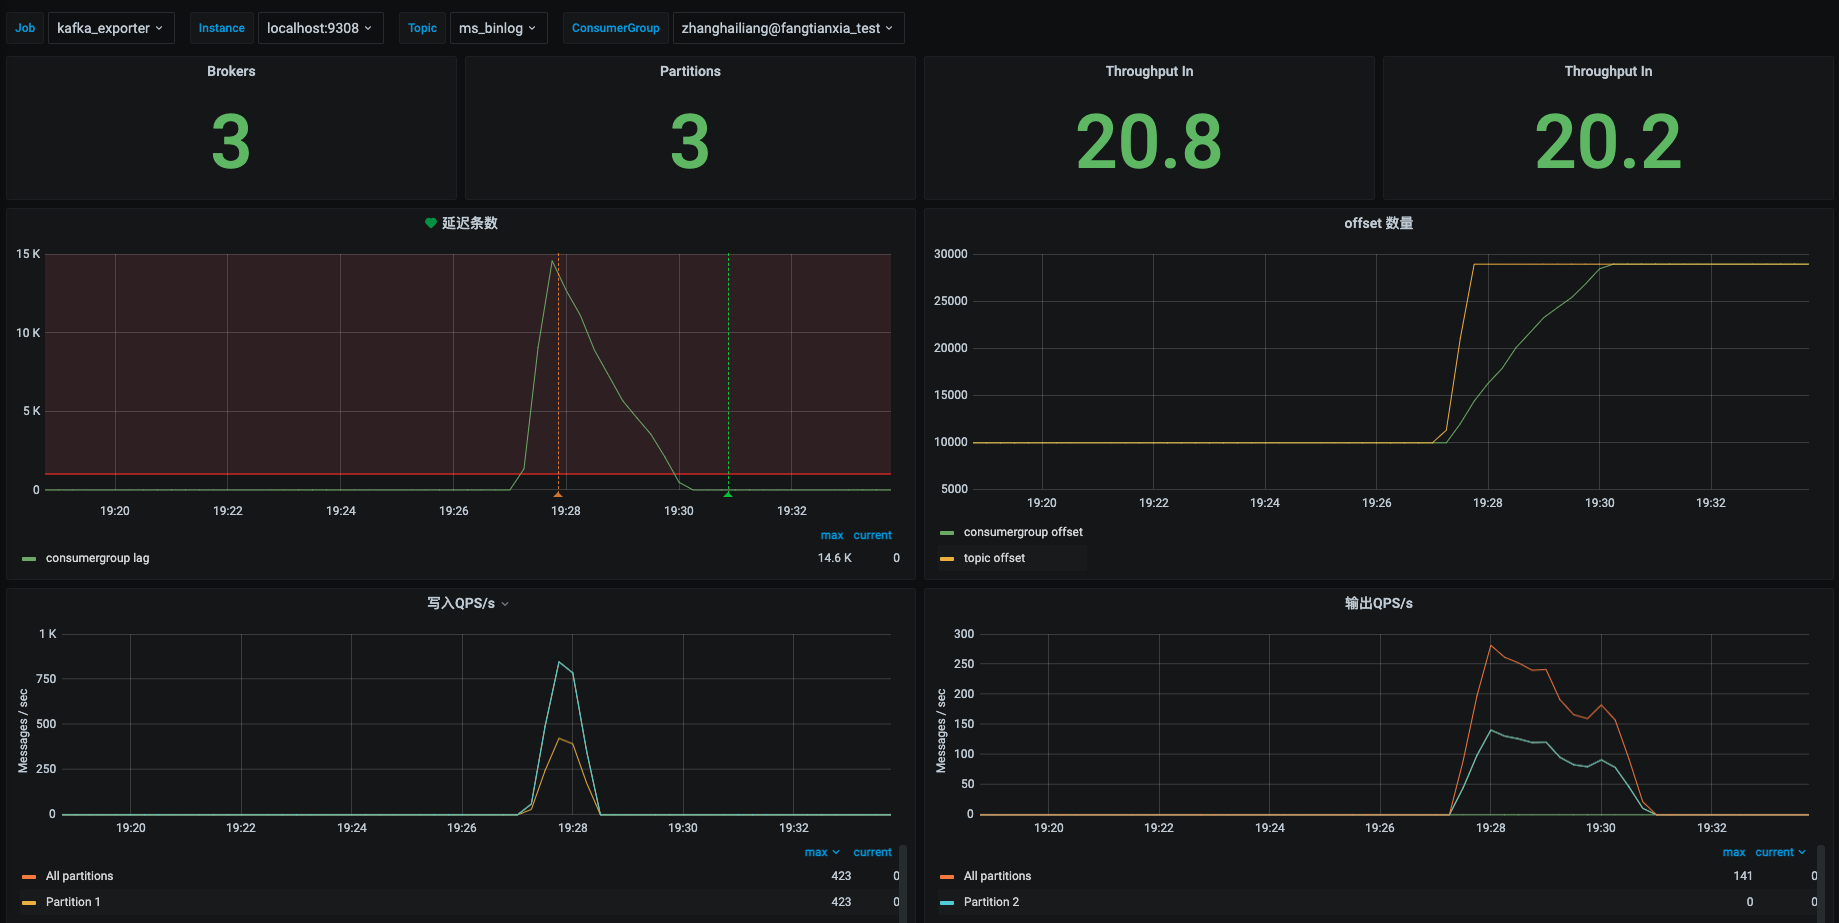 Job kafka_exporter Instance localhost:9308 Topic ms_binlog ConsumerGroup zhanghailiang@fangtianxia_test
Brokers
3
Partitions
3
Throughput In
20.8
Throughput In
20.2
延迟条数
15 K
10 K
5 K
0
19:20 19:22 19:24 19:26 19:28 19:30 19:32
max current
consumergroup lag 14.6 K 0
offset 数量
30000
25000
20000
15000
10000
5000
19:20 19:22 19:24 19:26 19:28 19:30 19:32
consumergroup offset
topic offset
写入QPS/s
Messages / sec
1 K
750
500
250
0
19:20 19:22 19:24 19:26 19:28 19:30 19:32
max current
All partitions 423 0
Partition 1 423 0
输出QPS/s
Messages / sec
300
250
200
150
100
50
0
19:20 19:22 19:24 19:26 19:28 19:30 19:32
max current
All partitions 141 0
Partition 2 0 0